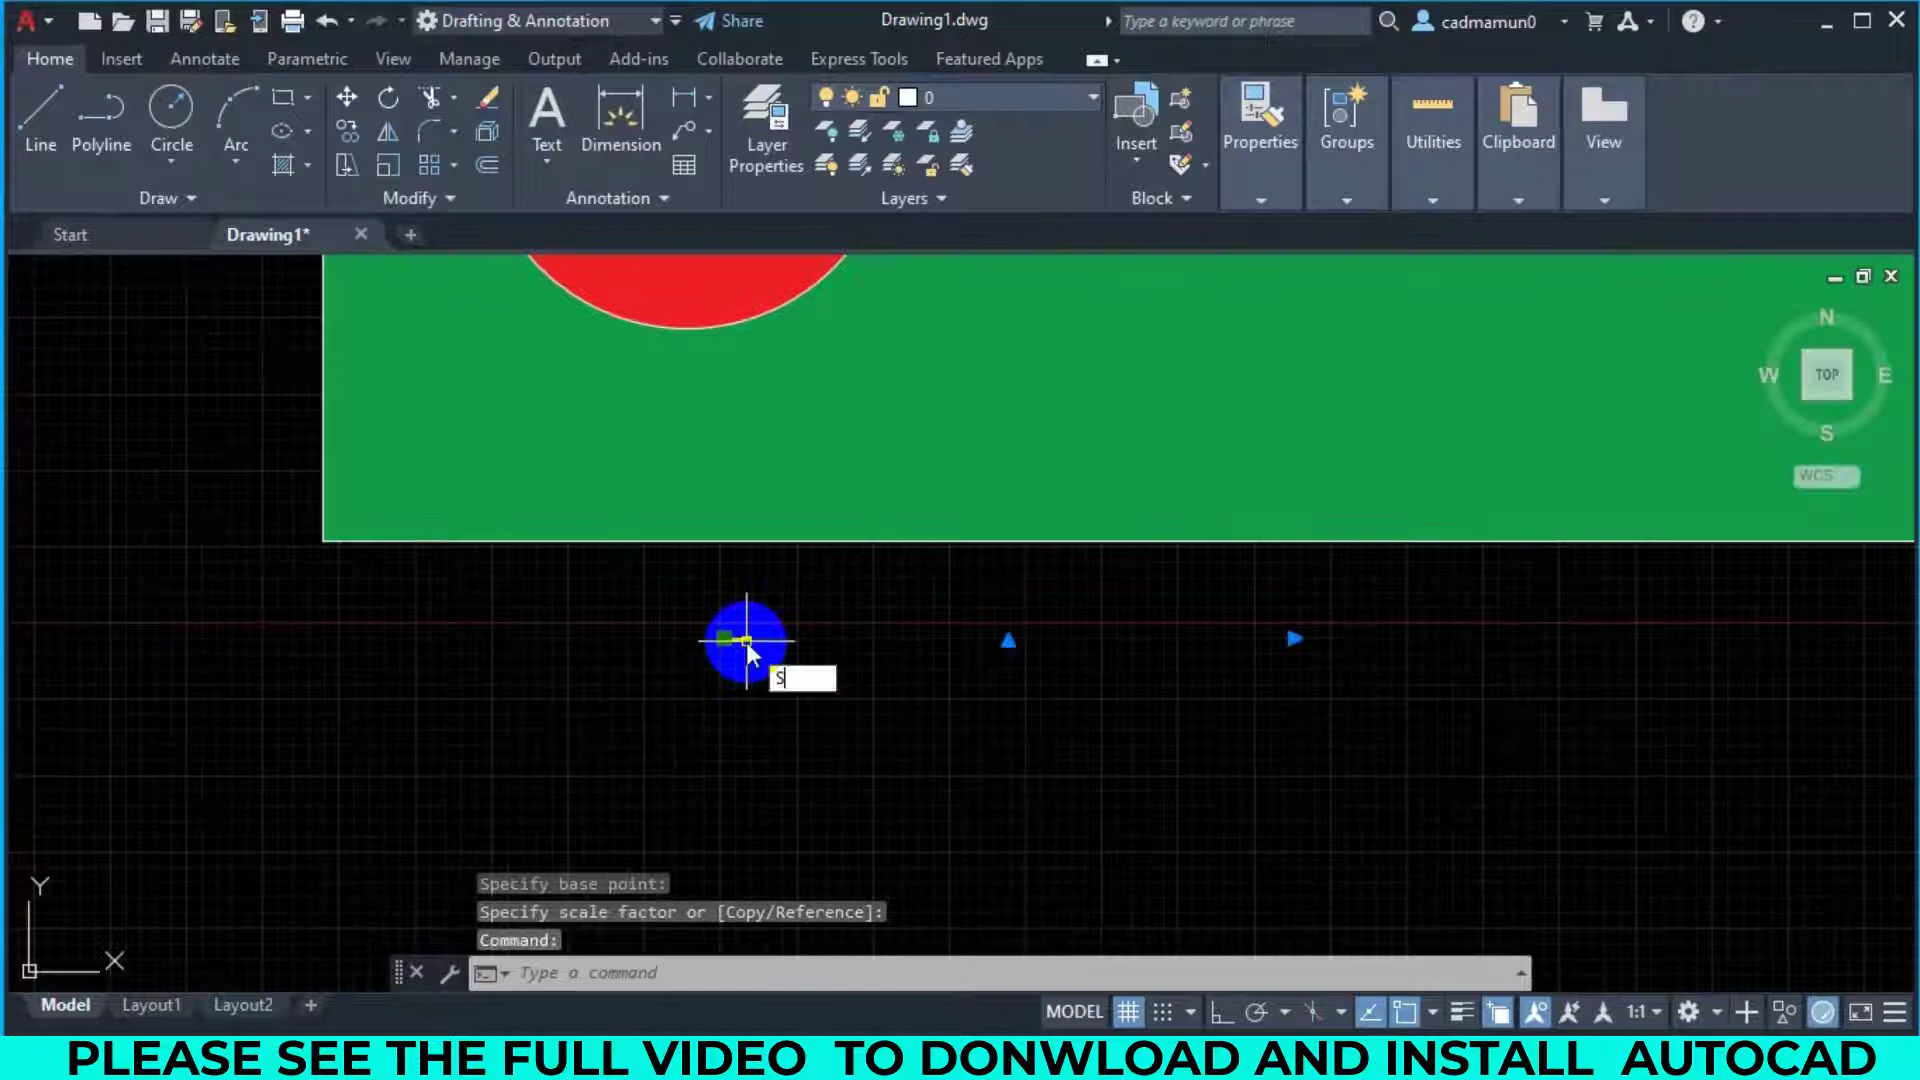 Drafting & Annotation Share Drawing1.dwg Type a keyword or phrase cadmamun0
Home Insert Annotate Parametric View Manage Output Add-ins Collaborate Express Tools Featured Apps
0
Line Polyline Circle Arc Text Dimension Layer Properties Insert Properties Groups Utilities Clipboard View
Draw Modify Annotation Layers Block
Start Drawing1*
N
W TOP E
S
WCS
S
Specify base point:
Specify scale factor or [Copy/Reference]:
Command:
Type a command
Y
X
Model Layout1 Layout2 MODEL 1:1
PLEASE SEE THE FULL VIDEO TO DONWLOAD AND INSTALL AUTOCAD